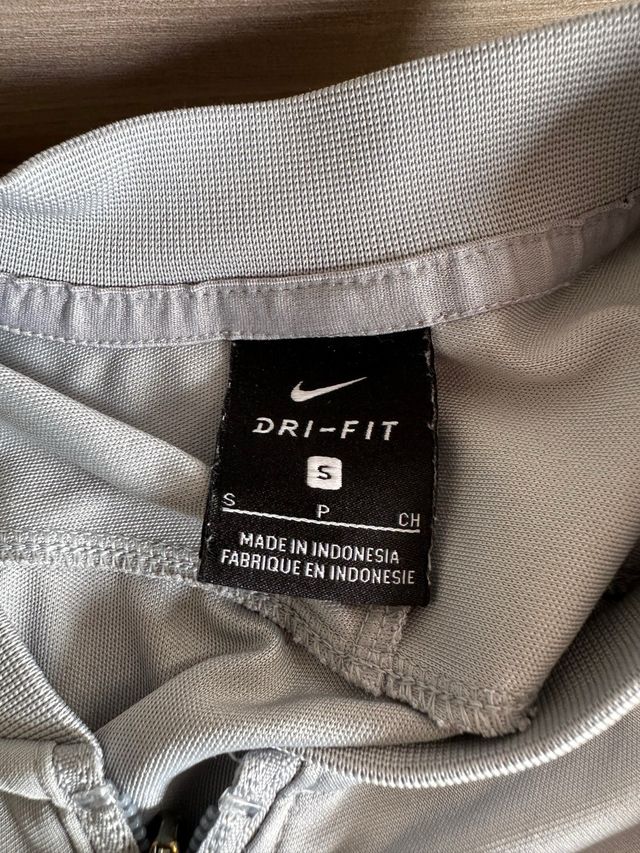 DRI-FIT
S
S P CH
MADE IN INDONESIA
FABRIQUE EN INDONESIE